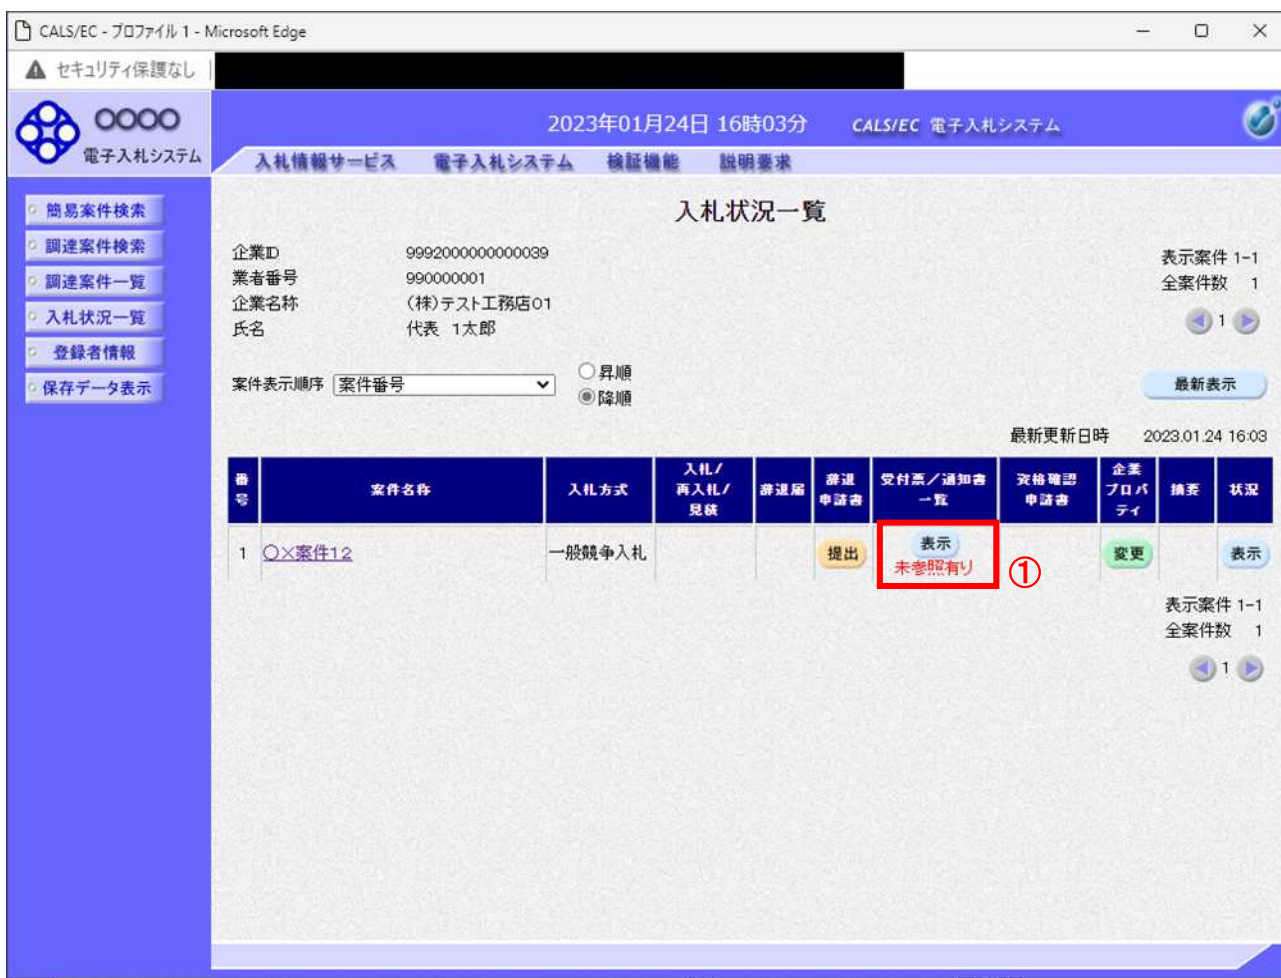 CALS/EC - プロファイル 1 - Microsoft Edge
セキュリティ保護なし
OOOO
電子入札システム
2023年01月24日 16時03分 CALS/EC 電子入札システム
入札情報サービス 電子入札システム 検証機能 説明要求
簡易案件検索
調達案件検索
調達案件一覧
入札状況一覧
登録者情報
保存データ表示
入札状況一覧
企業ID 9992000000000039
業者番号 990000001
企業名称 (株)テスト工務店01
氏名 代表 1太郎
表示案件 1-1
全案件数 1
1
案件表示順序 案件番号
昇順
降順
最新表示
最新更新日時 2023.01.24 16:03
番号 案件名称 入札方式 入札/再入札/見積 辞退届 辞退申請書 受付票/通知書一覧 資格確認申請書 企業プロパティ 摘要 状況
1 〇×案件12 一般競争入札 提出 表示 変更 表示
未参照有り
①
表示案件 1-1
全案件数 1
1